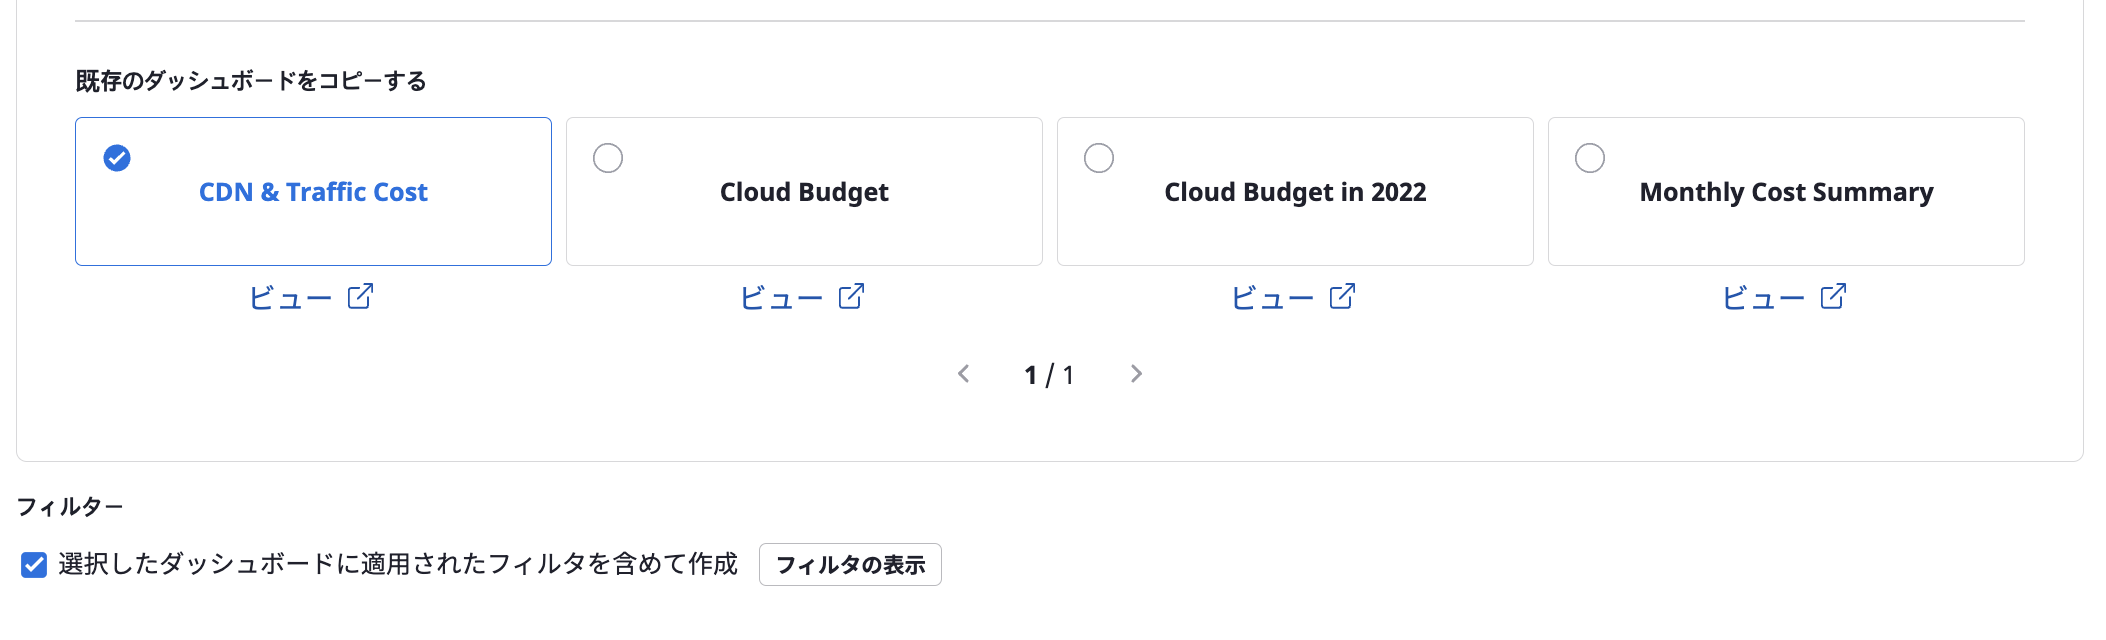 既存のダッシュボードをコピーする
CDN & Traffic Cost
Cloud Budget
Cloud Budget in 2022
Monthly Cost Summary
ビュー
ビュー
ビュー
ビュー
1 / 1
フィルター
選択したダッシュボードに適用されたフィルタを含めて作成
フィルタの表示